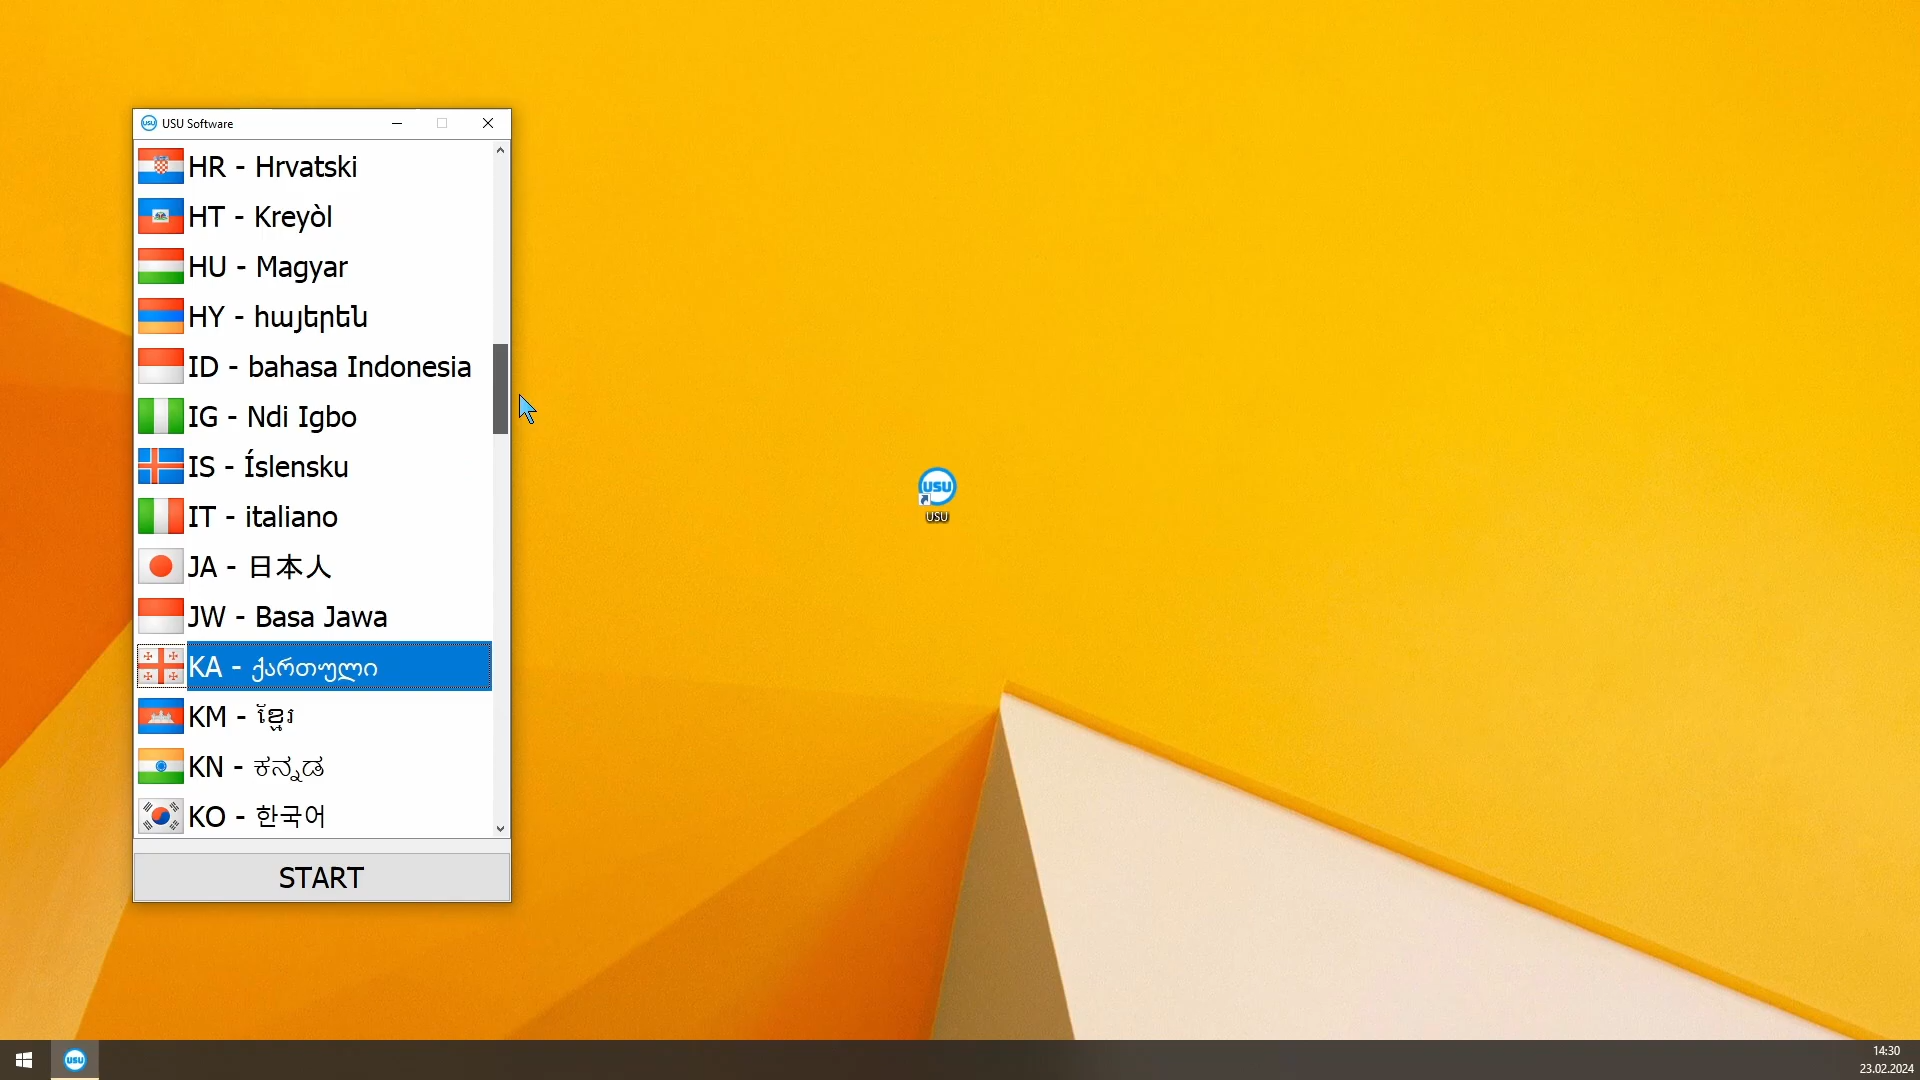 USU Software
HR - Hrvatski
HT - Kreyòl
HU - Magyar
HY - հայերեն
ID - bahasa Indonesia
IG - Ndi Igbo
IS - Íslensku
IT - italiano
JA - 日本人
JW - Basa Jawa
KA - ქართული
KM - ខ្មែរ
KN - ಕನ್ನಡ
KO - 한국어
START
USU
USU
USU
14:30
23.02.2024